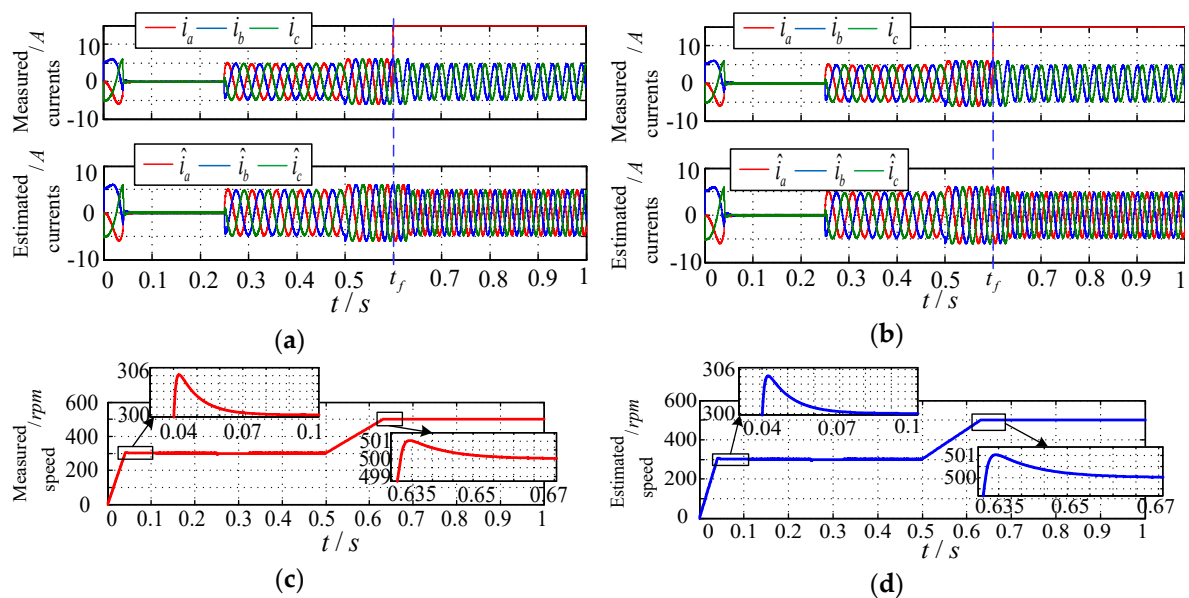 i_a i_b i_c
Measured / A
currents
10
0
-10
î_a î_b î_c
Estimated / A
currents
10
0
-10
0 0.1 0.2 0.3 0.4 0.5 t_f 0.7 0.8 0.9 1
t / s
(a)
i_a i_b i_c
Measured / A
currents
10
0
-10
î_a î_b î_c
Estimated / A
currents
10
0
-10
0 0.1 0.2 0.3 0.4 0.5 t_f 0.7 0.8 0.9 1
t / s
(b)
Measured /rpm
speed
600
400
200
0
306
300
0.04 0.07 0.1
501
500
499
0.635 0.65 0.67
0 0.1 0.2 0.3 0.4 0.5 0.6 0.7 0.8 0.9 1
t / s
(c)
Estimated /rpm
speed
600
400
200
0
306
300
0.04 0.07 0.1
501
500
0.635 0.65 0.67
0 0.1 0.2 0.3 0.4 0.5 0.6 0.7 0.8 0.9 1
t / s
(d)